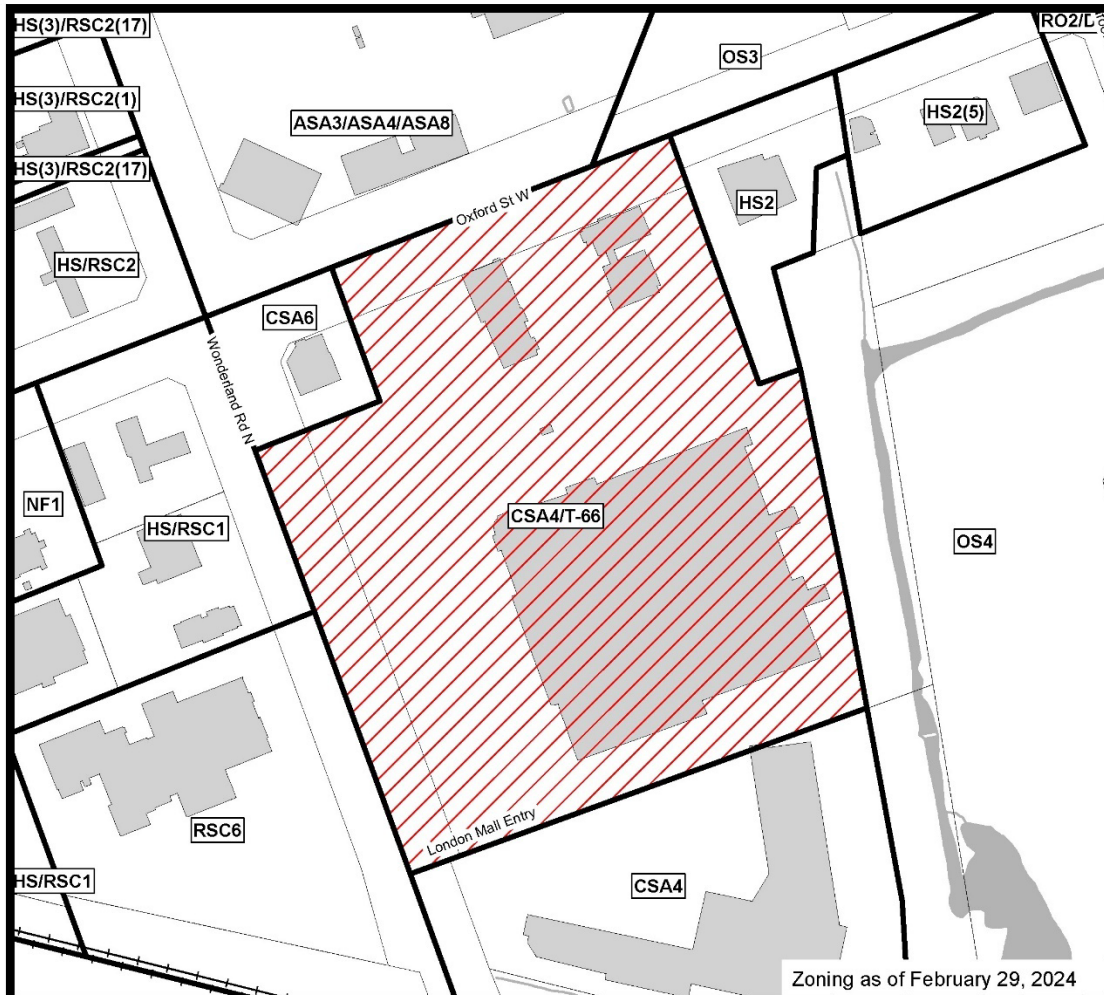 HS(3)/RSC2(17)
OS3
HS2(5)
HS(3)/RSC2(1)
ASA3/ASA4/ASA8
HS(3)/RSC2(17)
Oxford St W
HS2
HS/RSC2
CSA6
Wonderland Rd N
NF1
HS/RSC1
CSA4/T-66
OS4
London Mall Entry
RSC6
HS/RSC1
CSA4
Zoning as of February 29, 2024